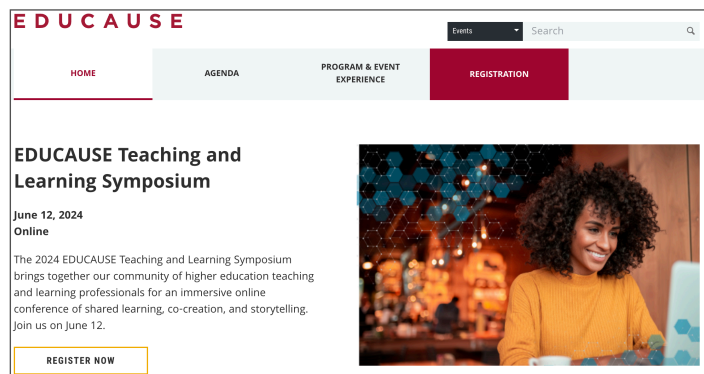 EDUCAUSE
Events
Search
HOME
AGENDA
PROGRAM & EVENT
EXPERIENCE
REGISTRATION
EDUCAUSE Teaching and
Learning Symposium
June 12, 2024
Online
The 2024 EDUCAUSE Teaching and Learning Symposium
brings together our community of higher education teaching
and learning professionals for an immersive online
conference of shared learning, co-creation, and storytelling.
Join us on June 12.
REGISTER NOW